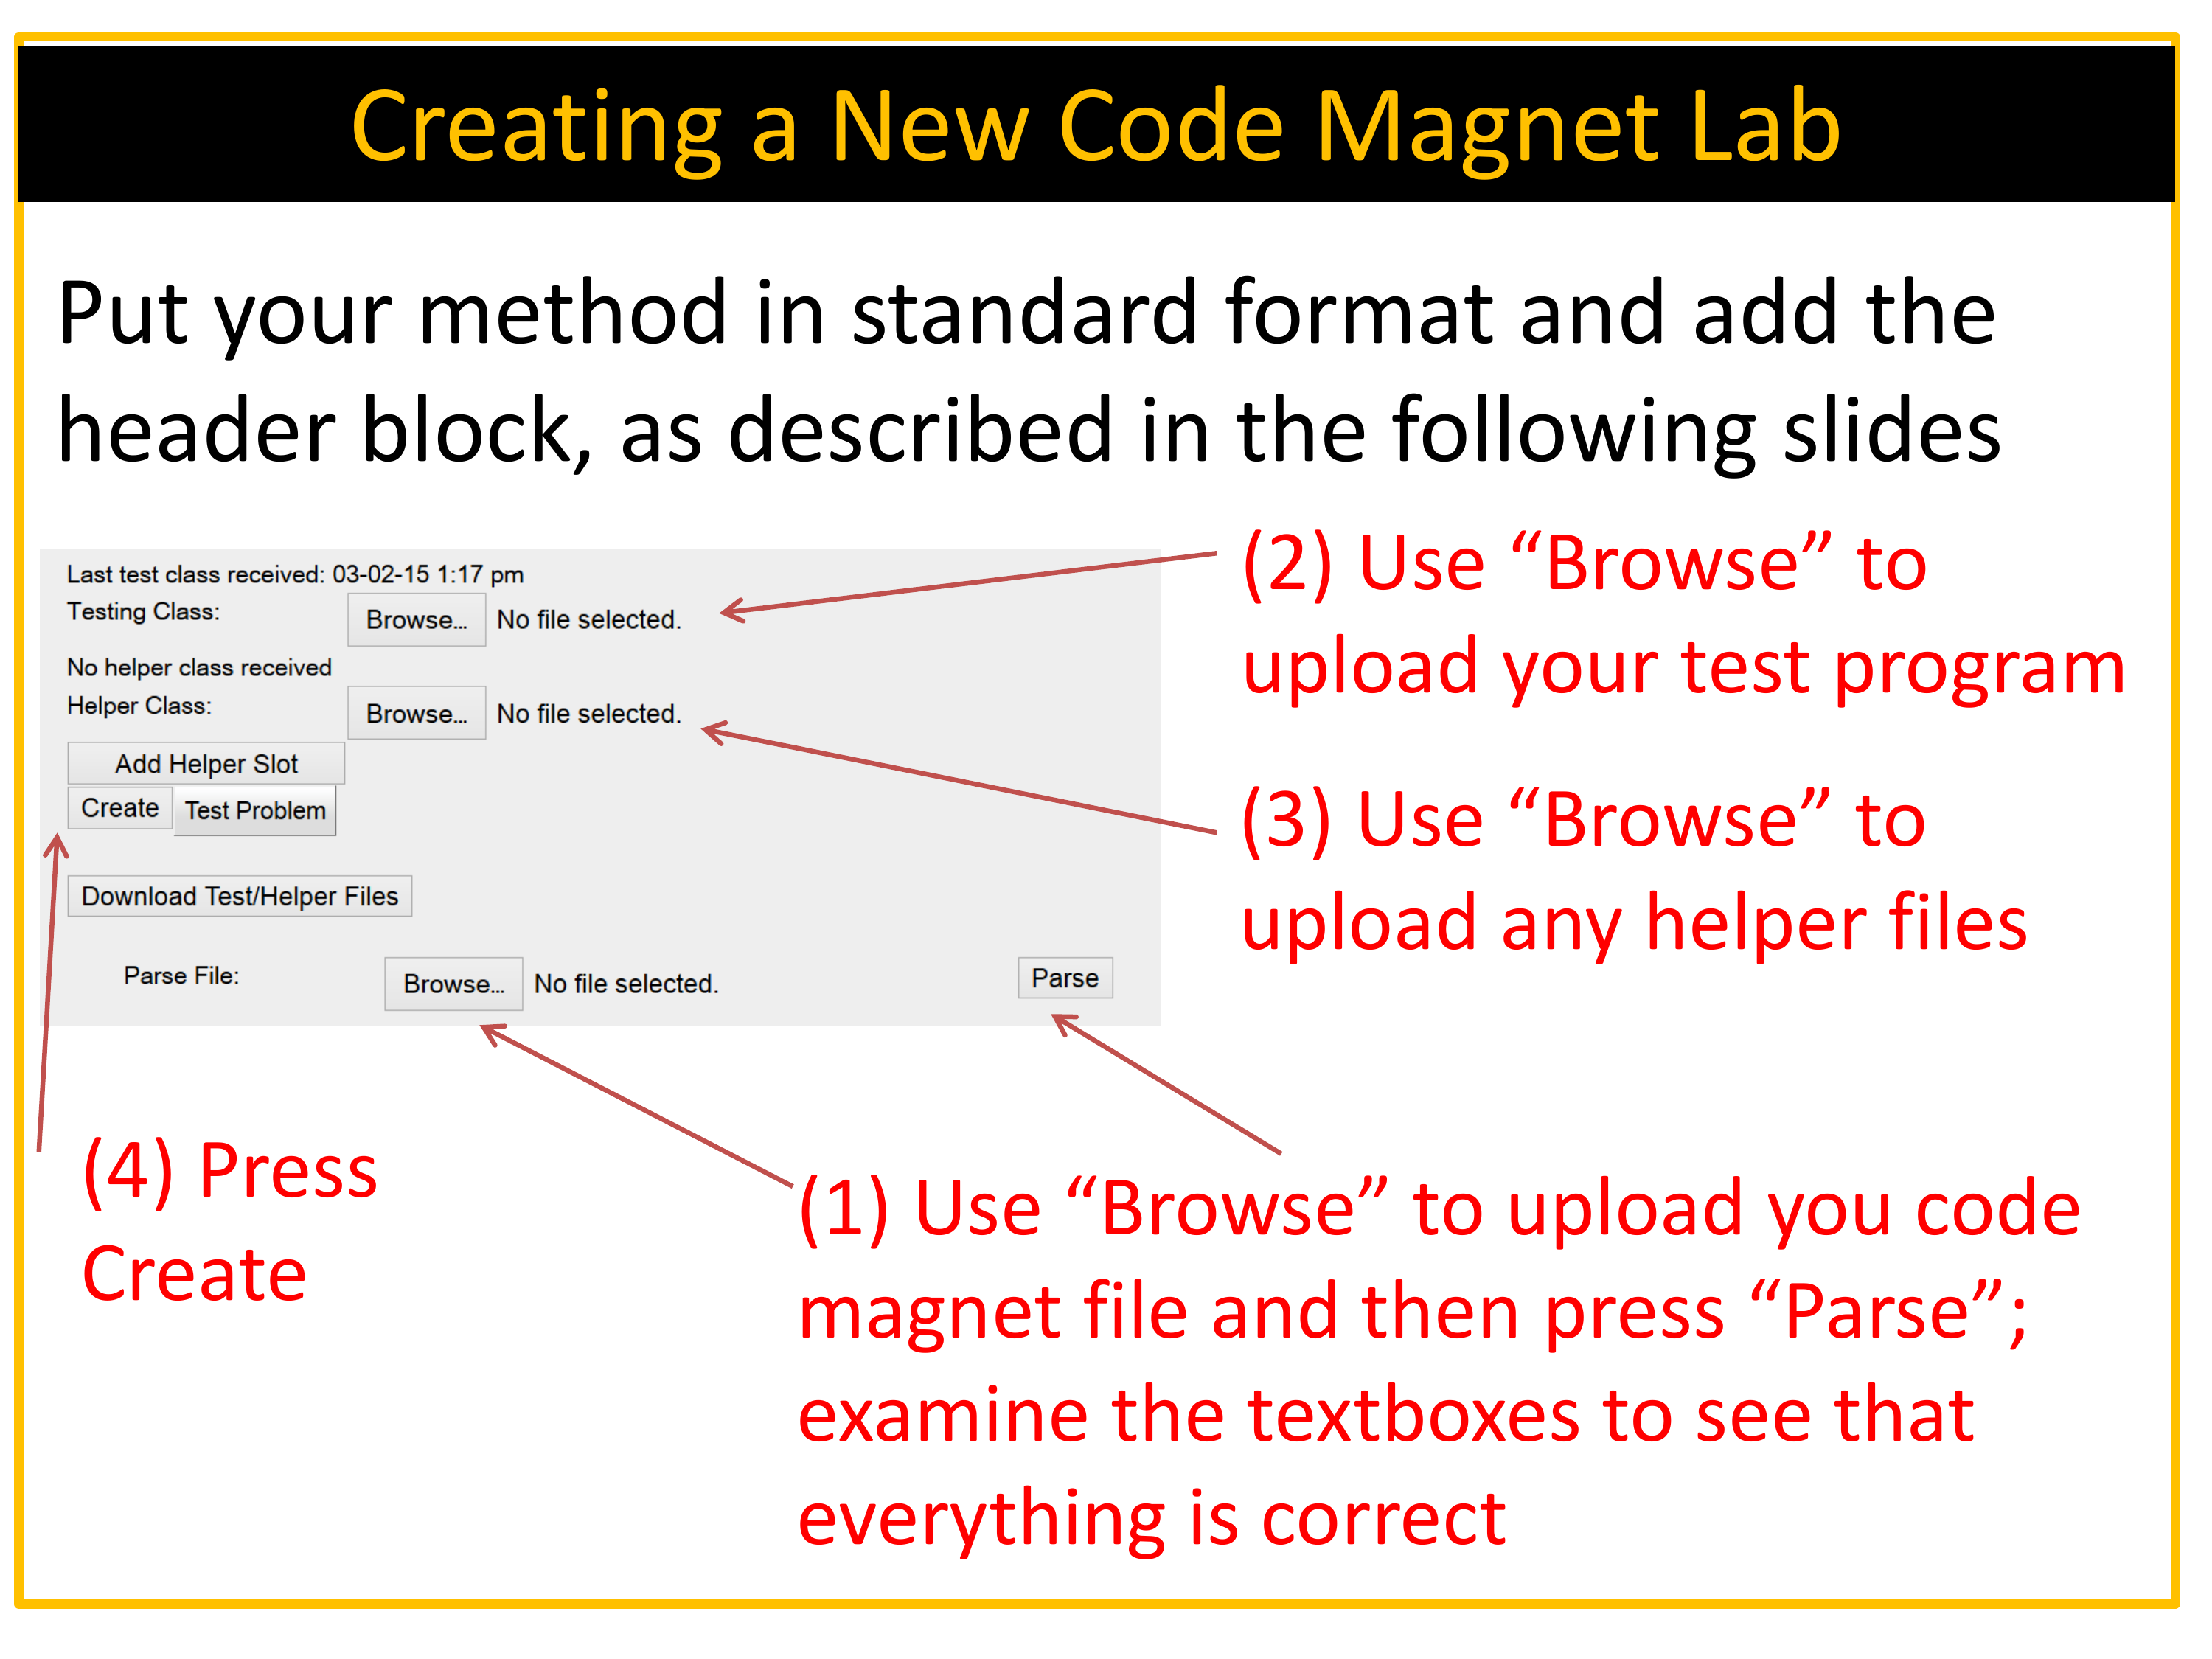 Creating a New Code Magnet Lab
Put your method in standard format and add the
header block, as described in the following slides
Last test class received: 03-02-15 1:17 pm
Testing Class: Browse... No file selected.
No helper class received
Helper Class: Browse... No file selected.
Add Helper Slot
Create Test Problem
Download Test/Helper Files
Parse File: Browse... No file selected. Parse
(2) Use “Browse” to
upload your test program
(3) Use “Browse” to
upload any helper files
(4) Press
Create
(1) Use “Browse” to upload you code
magnet file and then press “Parse”;
examine the textboxes to see that
everything is correct